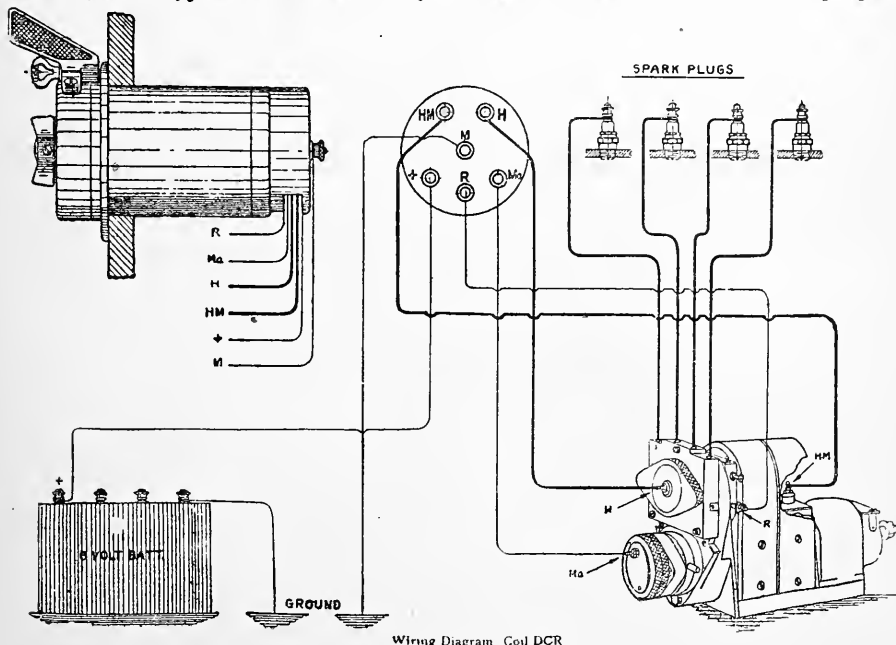 SPARK PLUGS
HM
H
M
+
R
Ma
R
Ma
H
HM
+
M
+
6 VOLT BATT.
GROUND
HM
H
R
Ma
Wiring Diagram Coil DCR